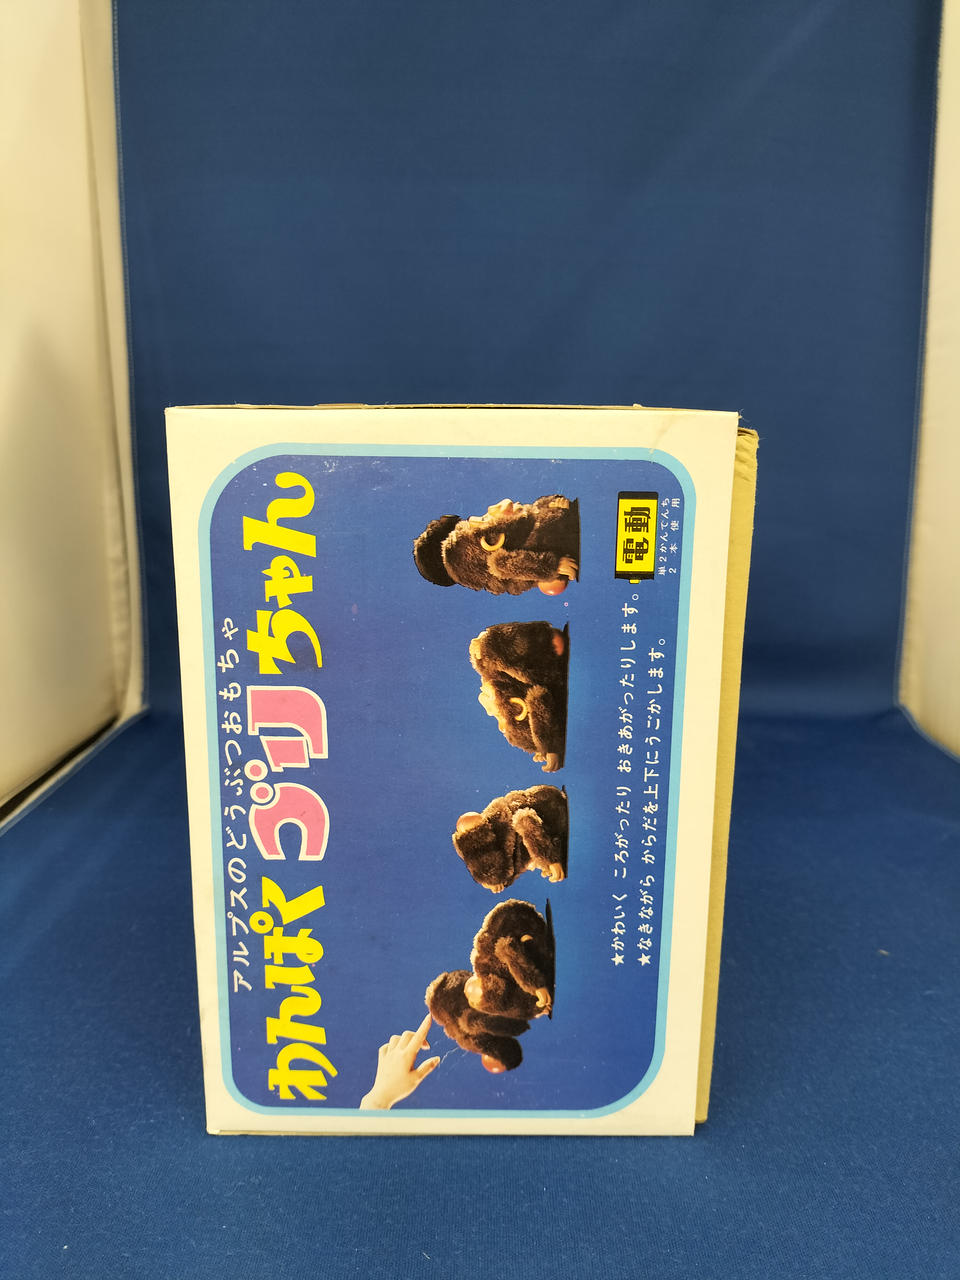 アルプスのどうぶつおもちゃ
わんぱくゴリちゃん
★かわいく ころがったり おきあがったりします。
★なきながら からだを上下にうごかします。
電動
単2かんでんち
2本使用